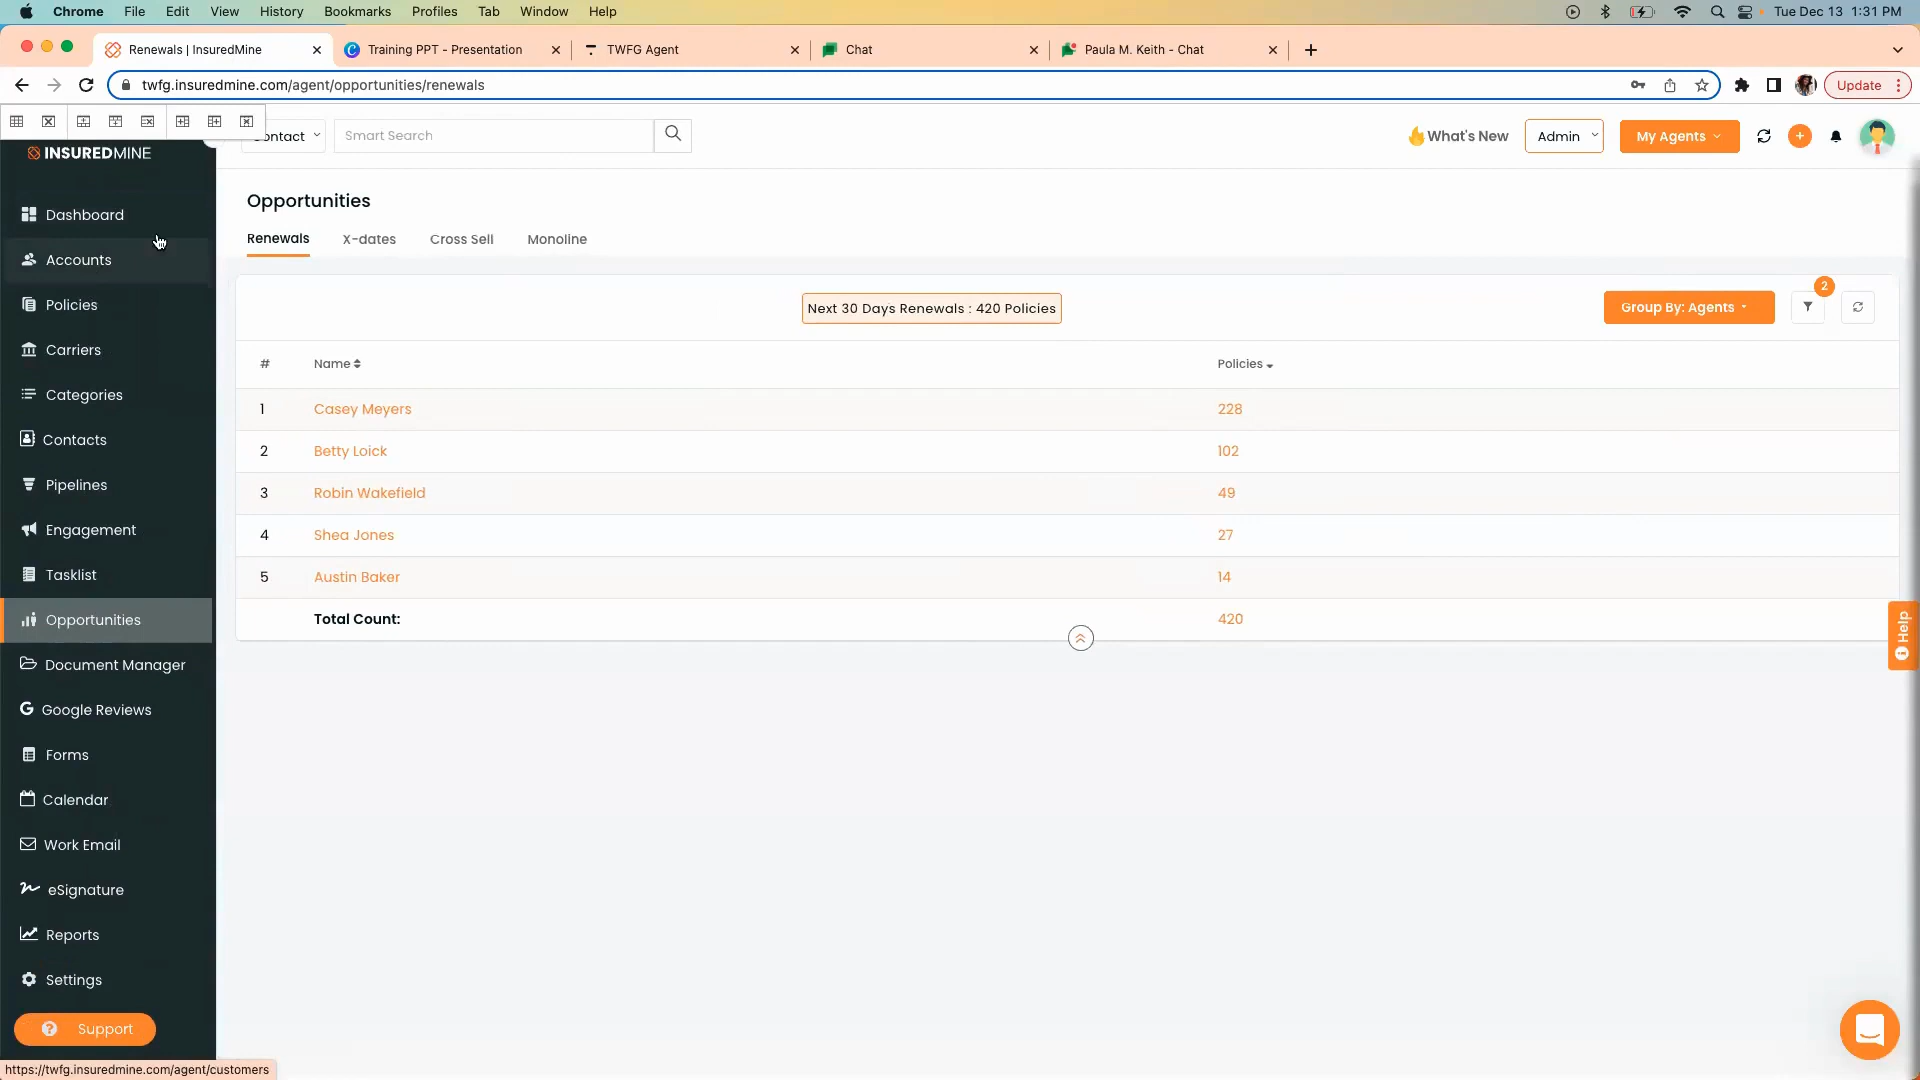 Chrome File Edit View History Bookmarks Profiles Tab Window Help
Tue Dec 13 1:31 PM
Renewals | InsuredMine
Training PPT - Presentation
TWFG Agent
Chat
Paula M. Keith - Chat
twfg.insuredmine.com/agent/opportunities/renewals
Update
ontact
Smart Search
What's New
Admin
My Agents
INSUREDMINE
Dashboard
Accounts
Policies
Carriers
Categories
Contacts
Pipelines
Engagement
Tasklist
Opportunities
Document Manager
Google Reviews
Forms
Calendar
Work Email
eSignature
Reports
Settings
Support
https://twfg.insuredmine.com/agent/customers
Opportunities
Renewals X-dates Cross Sell Monoline
Next 30 Days Renewals : 420 Policies
Group By: Agents
2
# Name Policies
1 Casey Meyers 228
2 Betty Loick 102
3 Robin Wakefield 49
4 Shea Jones 27
5 Austin Baker 14
Total Count: 420
Help